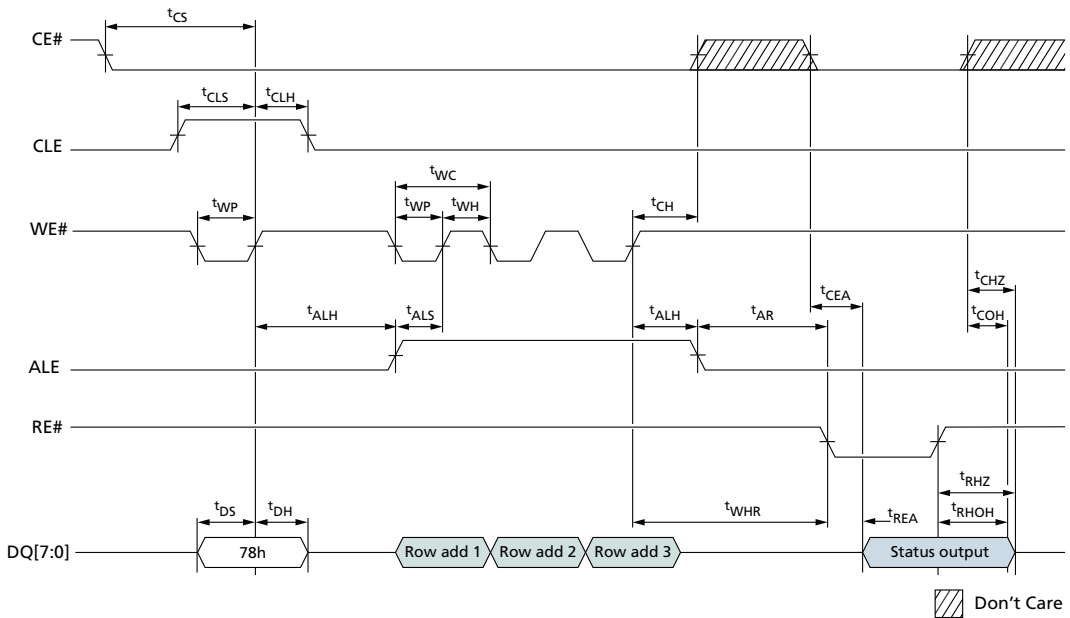 tCS
CE#
tCLS tCLH
CLE
tWC
tWP tWP tWH tCH
WE#
tCHZ
tCEA
tALH tALS tALH tAR tCOH
ALE
RE#
tRHZ
tDS tDH tWHR tREA tRHOH
DQ[7:0] 78h Row add 1 Row add 2 Row add 3 Status output
Don't Care